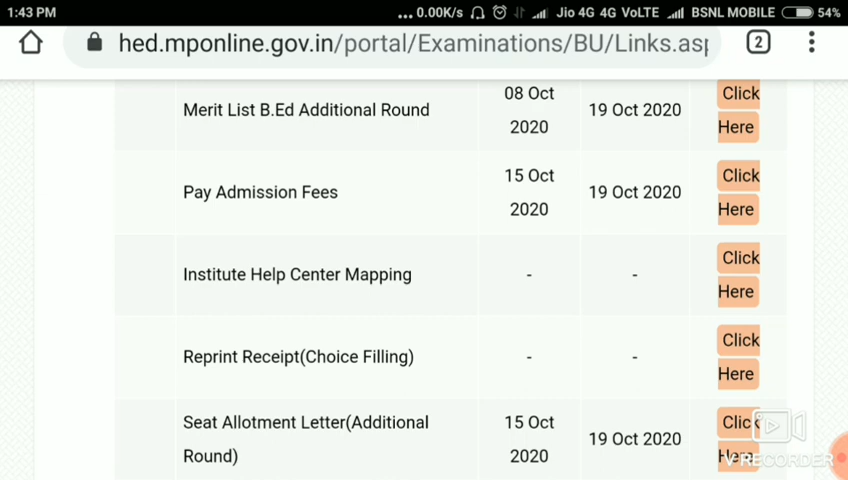 1:43 PM ... 0.00K/s Jio 4G 4G VoLTE BSNL MOBILE 54%
hed.mponline.gov.in/portal/Examinations/BU/Links.asp 2
Merit List B.Ed Additional Round 08 Oct 2020 19 Oct 2020 Click Here
Pay Admission Fees 15 Oct 2020 19 Oct 2020 Click Here
Institute Help Center Mapping - - Click Here
Reprint Receipt(Choice Filling) - - Click Here
Seat Allotment Letter(Additional Round) 15 Oct 2020 19 Oct 2020 Click Here
V RECORDER